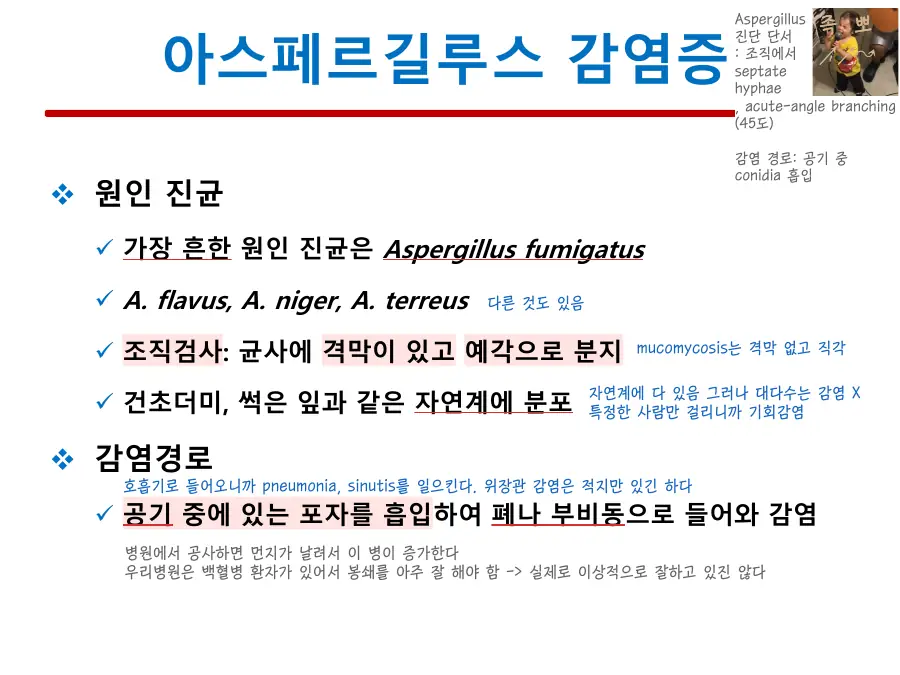 아스페르길루스 감염증
Aspergillus
진단 단서
: 조직에서
septate
hyphae
, acute-angle branching
(45도)
감염 경로: 공기 중
conidia 흡입
족 뽀
원인 진균
가장 흔한 원인 진균은 Aspergillus fumigatus
A. flavus, A. niger, A. terreus 다른 것도 있음
조직검사: 균사에 격막이 있고 예각으로 분지 mucomycosis는 격막 없고 직각
건초더미, 썩은 잎과 같은 자연계에 분포
자연계에 다 있음 그러나 대다수는 감염 X
특정한 사람만 걸리니까 기회감염
감염경로
호흡기로 들어오니까 pneumonia, sinutis를 일으킨다. 위장관 감염은 적지만 있긴 하다
공기 중에 있는 포자를 흡입하여 폐나 부비동으로 들어와 감염
병원에서 공사하면 먼지가 날려서 이 병이 증가한다
우리병원은 백혈병 환자가 있어서 봉쇄를 아주 잘 해야 함 -> 실제로 이상적으로 잘하고 있진 않다